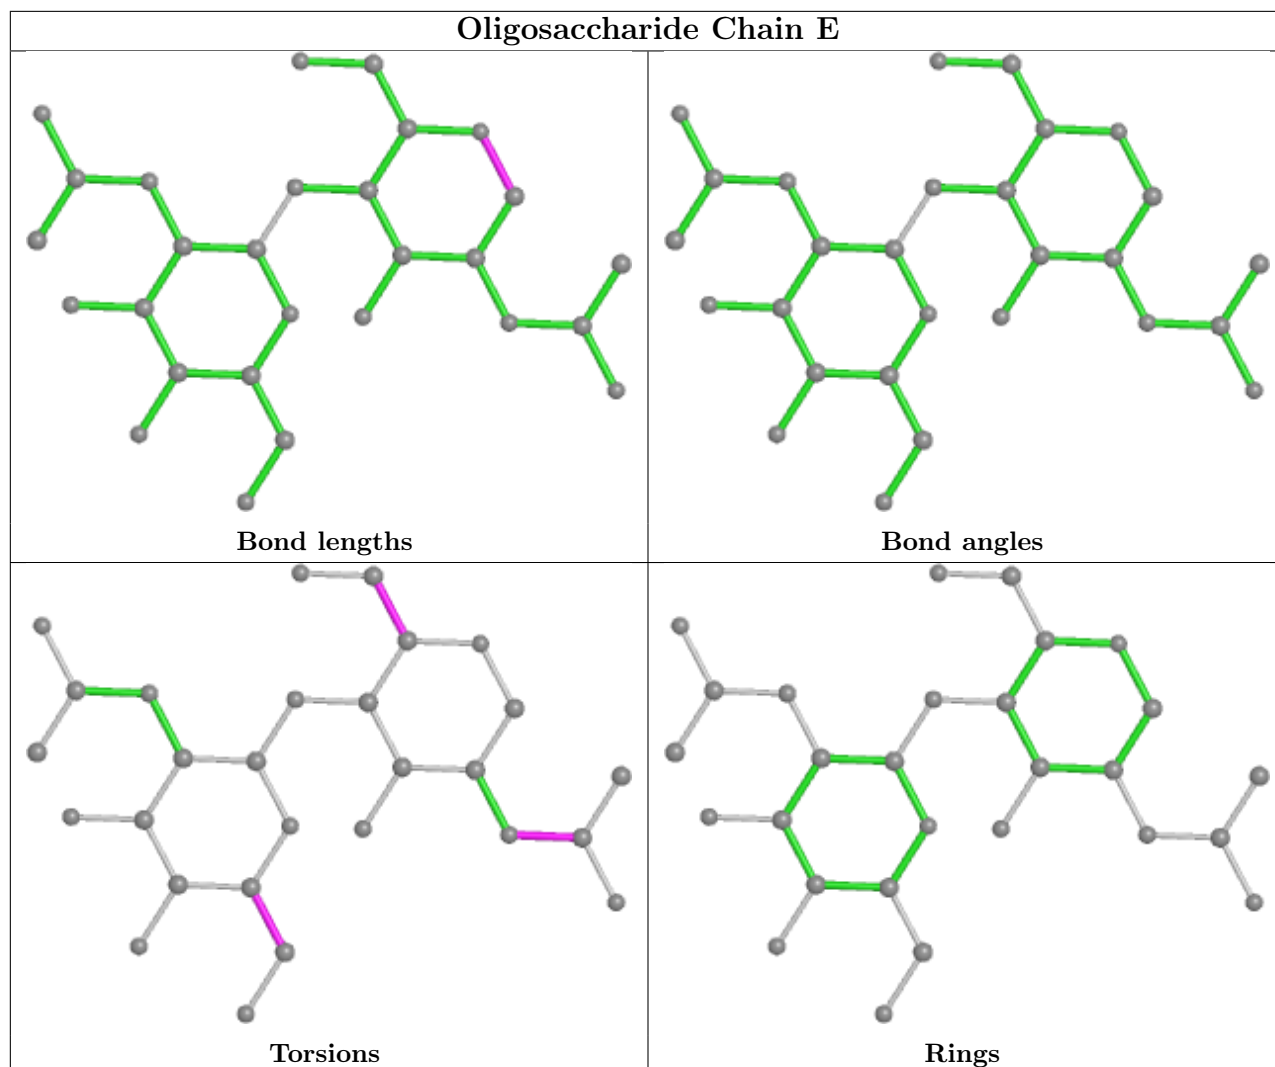 Oligosaccharide Chain E
Bond lengths
Bond angles
Torsions
Rings